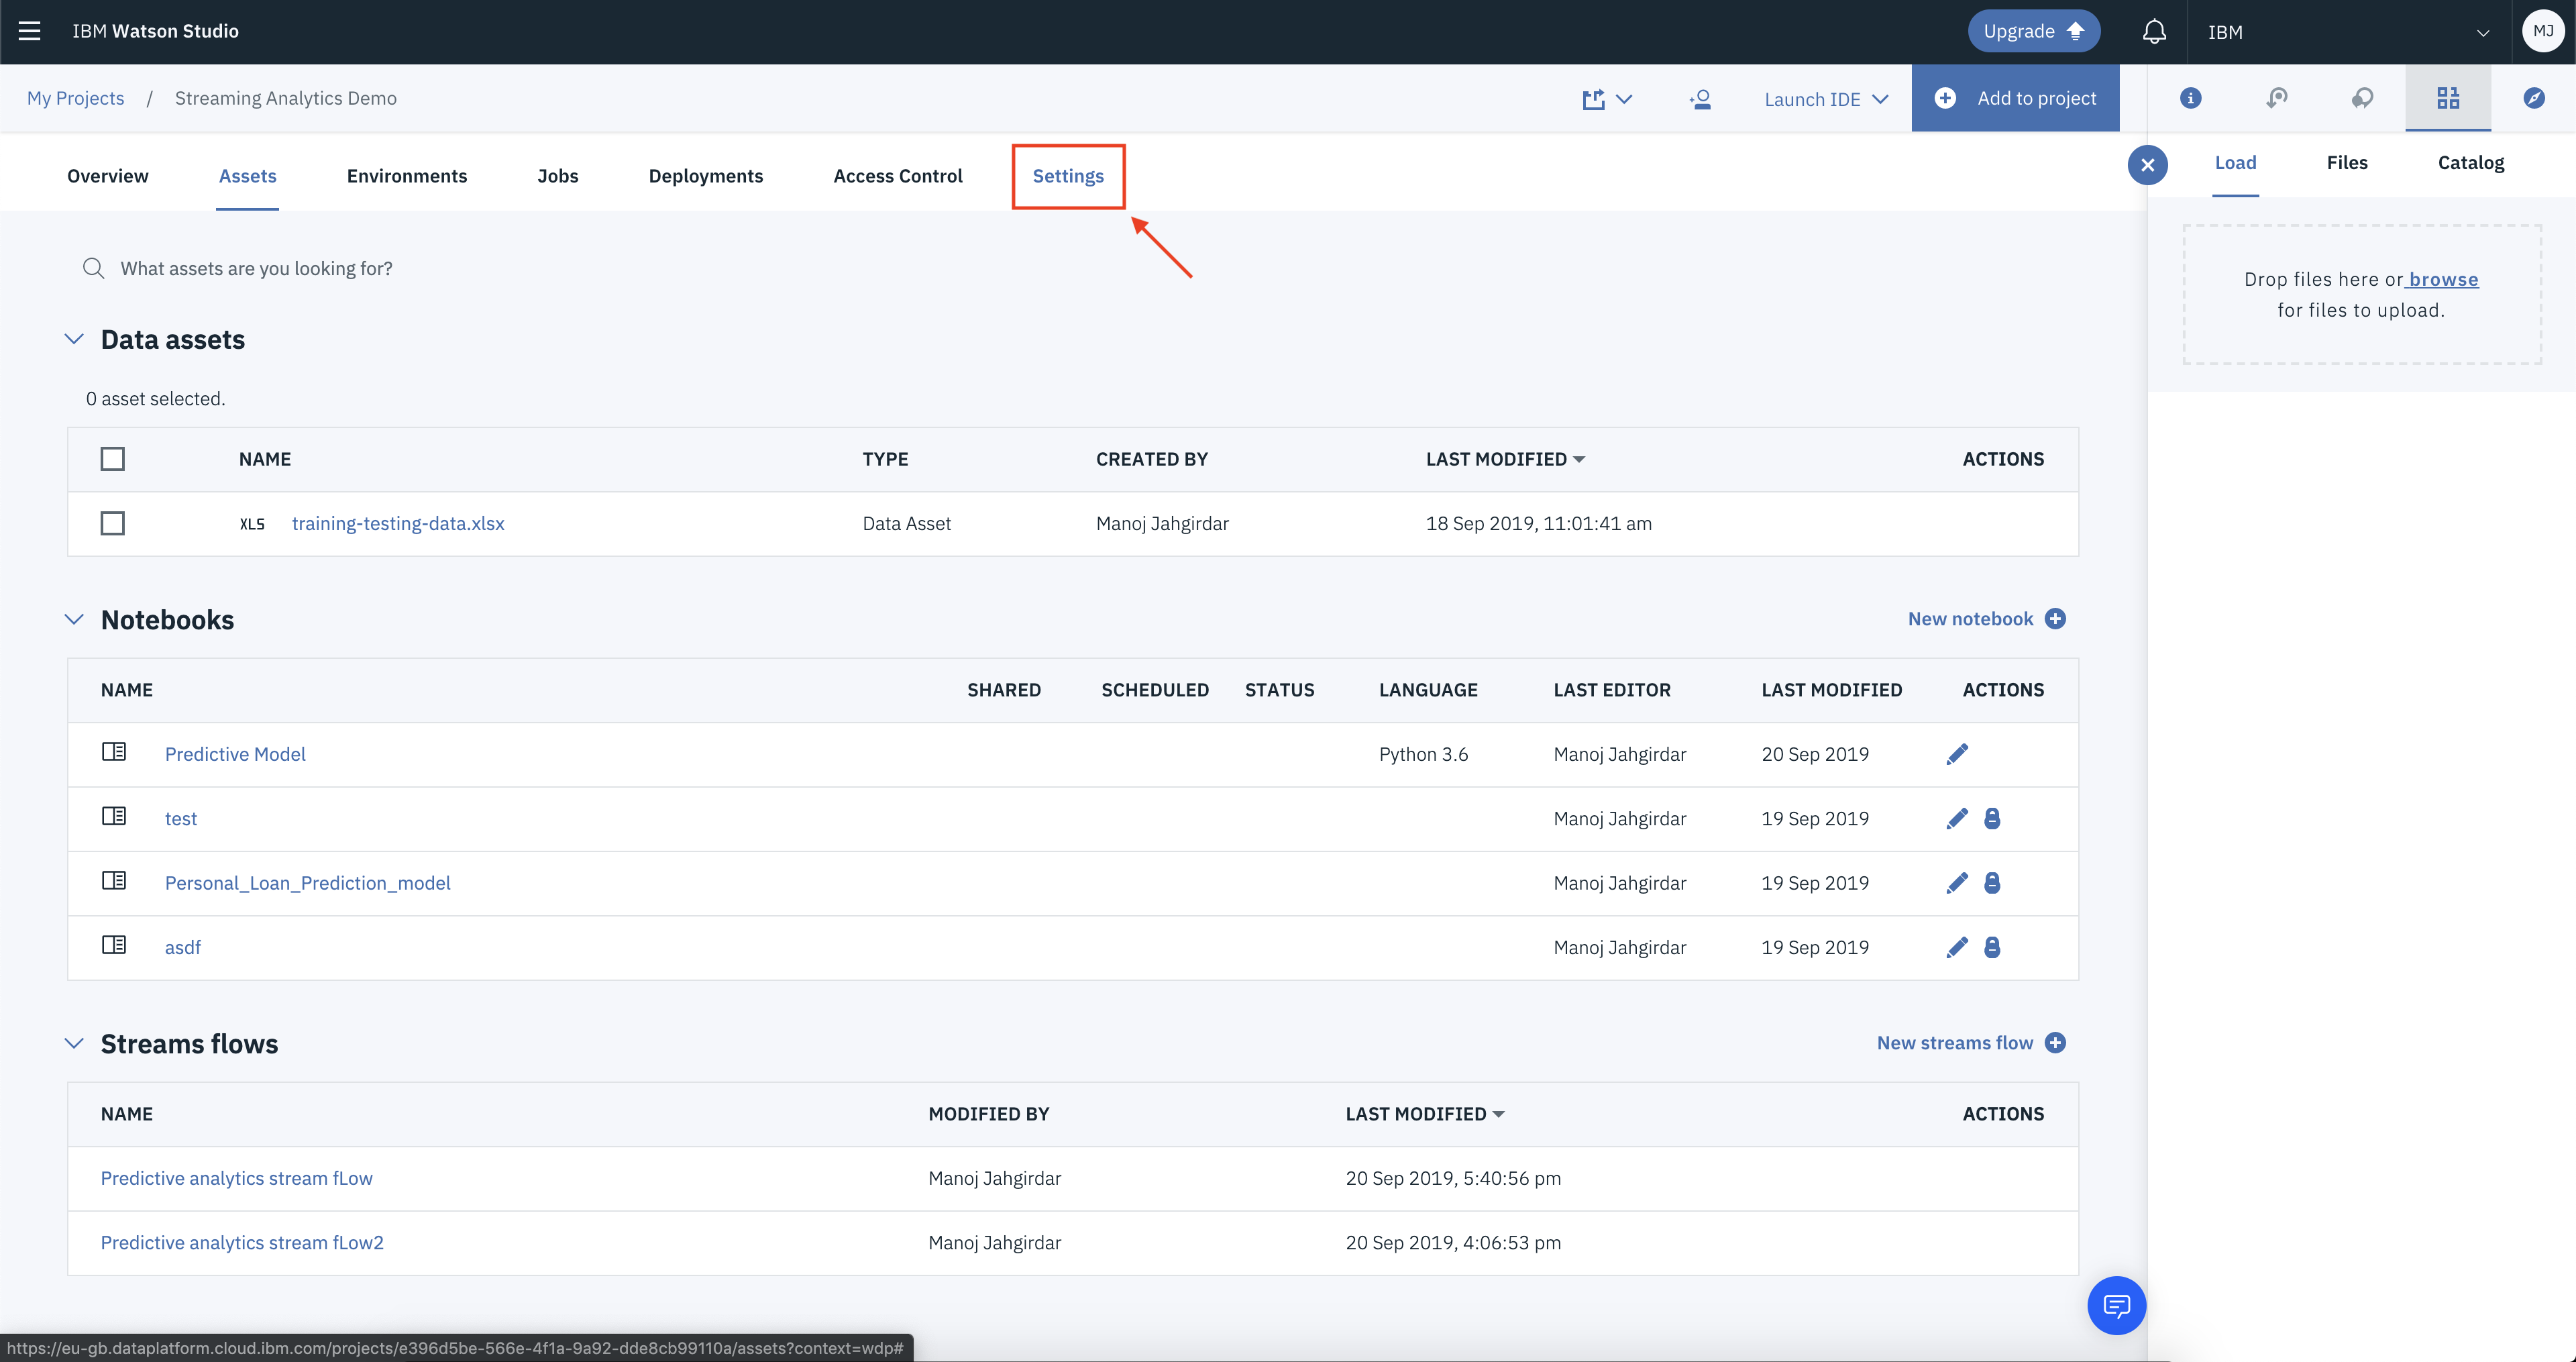 IBM Watson Studio
Upgrade
IBM
MJ
My Projects / Streaming Analytics Demo
Launch IDE
Add to project
Overview
Assets
Environments
Jobs
Deployments
Access Control
Settings
Load
Files
Catalog
What assets are you looking for?
Drop files here or browse
for files to upload.
Data assets
0 asset selected.
NAME TYPE CREATED BY LAST MODIFIED ACTIONS
XLS training-testing-data.xlsx Data Asset Manoj Jahgirdar 18 Sep 2019, 11:01:41 am
Notebooks
New notebook
NAME SHARED SCHEDULED STATUS LANGUAGE LAST EDITOR LAST MODIFIED ACTIONS
Predictive Model Python 3.6 Manoj Jahgirdar 20 Sep 2019
test Manoj Jahgirdar 19 Sep 2019
Personal_Loan_Prediction_model Manoj Jahgirdar 19 Sep 2019
asdf Manoj Jahgirdar 19 Sep 2019
Streams flows
New streams flow
NAME MODIFIED BY LAST MODIFIED ACTIONS
Predictive analytics stream fLow Manoj Jahgirdar 20 Sep 2019, 5:40:56 pm
Predictive analytics stream fLow2 Manoj Jahgirdar 20 Sep 2019, 4:06:53 pm
https://eu-gb.dataplatform.cloud.ibm.com/projects/e396d5be-566e-4f1a-9a92-dde8cb99110a/assets?context=wdp#